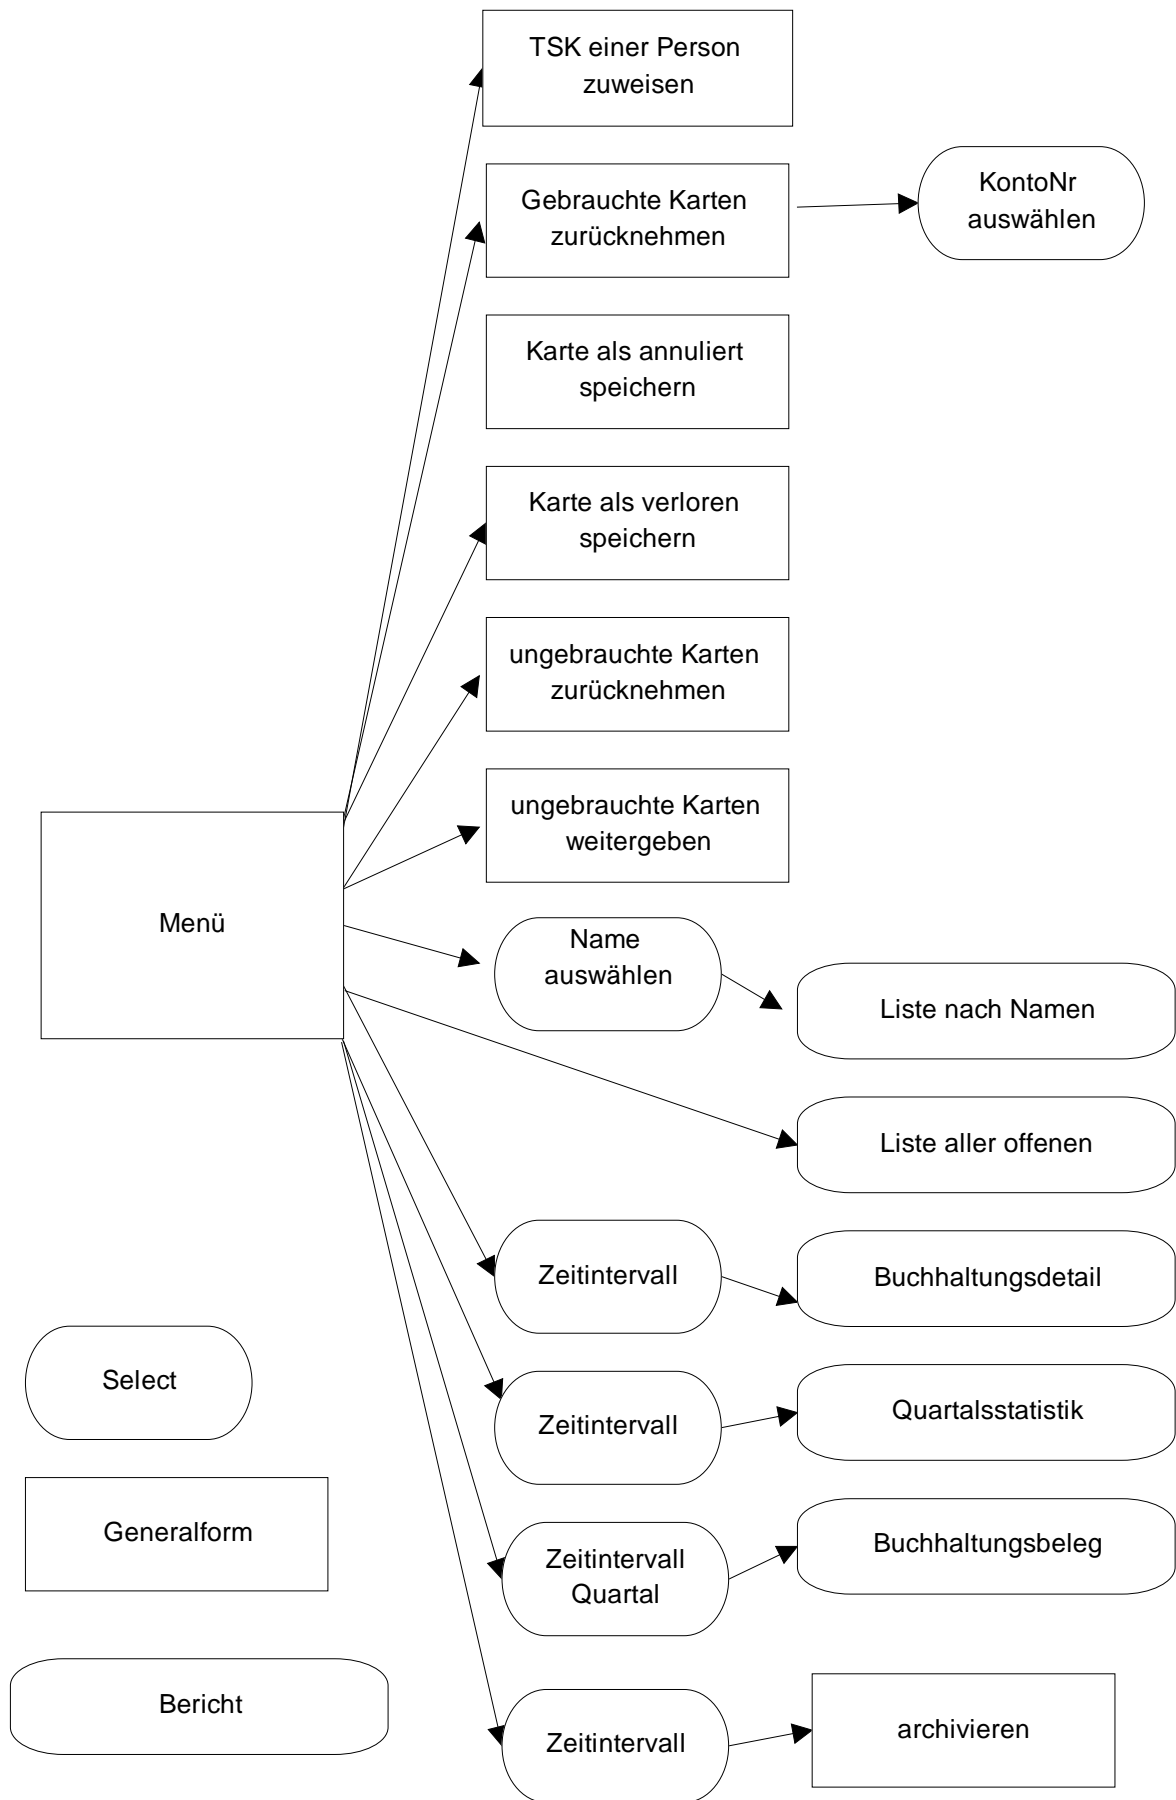 TSK einer Person
zuweisen
Gebrauchte Karten
zurücknehmen
KontoNr
auswählen
Karte als annuliert
speichern
Karte als verloren
speichern
ungebrauchte Karten
zurücknehmen
ungebrauchte Karten
weitergeben
Menü
Name
auswählen
Liste nach Namen
Liste aller offenen
Zeitintervall
Buchhaltungsdetail
Select
Zeitintervall
Quartalsstatistik
Generalform
Zeitintervall
Quartal
Buchhaltungsbeleg
Bericht
Zeitintervall
archivieren